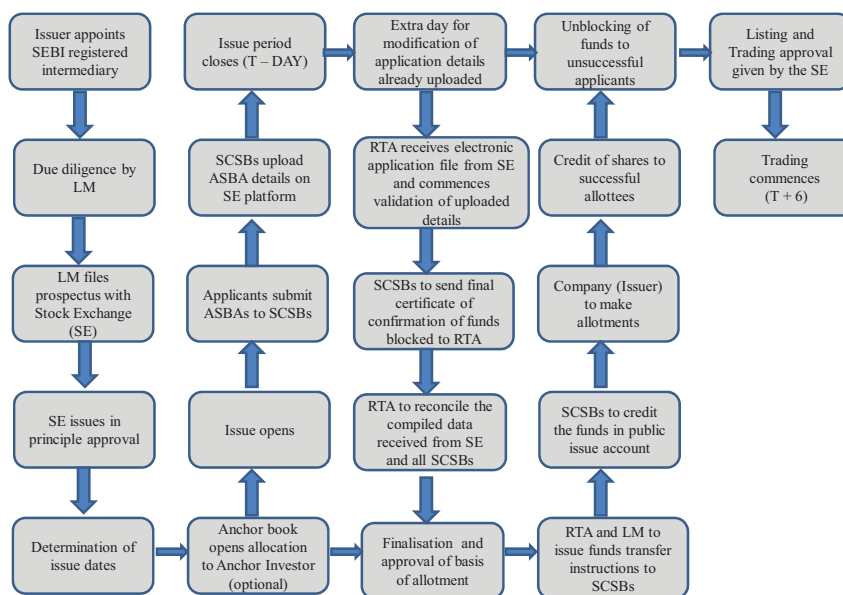 Issuer appoints
SEBI registered
intermediary
Due diligence by
LM
LM files
prospectus with
Stock Exchange
(SE)
SE issues in
principle approval
Determination of
issue dates
Anchor book
opens allocation
to Anchor Investor
(optional)
Issue opens
Applicants submit
ASBAs to SCSBs
SCSBs upload
ASBA details on
SE platform
Issue period
closes (T – DAY)
Extra day for
modification of
application details
already uploaded
RTA receives electronic
application file from SE
and commences
validation of uploaded
details
SCSBs to send final
certificate of
confirmation of funds
blocked to RTA
RTA to reconcile the
compiled data
received from SE
and all SCSBs
Finalisation and
approval of basis
of allotment
RTA and LM to
issue funds transfer
instructions to
SCSBs
SCSBs to credit
the funds in public
issue account
Company (Issuer)
to make
allotments
Credit of shares to
successful
allottees
Unblocking of
funds to
unsuccessful
applicants
Listing and
Trading approval
given by the SE
Trading
commences
(T + 6)